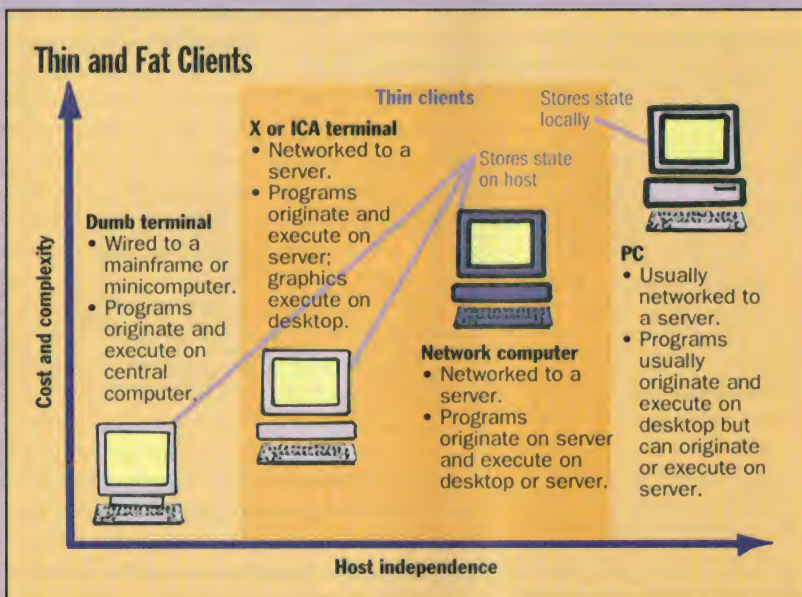 Thin and Fat Clients
Thin clients
Stores state
locally
X or ICA terminal
• Networked to a
server.
• Programs
originate and
execute on
server;
graphics
execute on
desktop.
Stores state
on host
Dumb terminal
• Wired to a
mainframe or
minicomputer.
• Programs
originate and
execute on
central
computer.
Network computer
• Networked to a
server.
• Programs
originate on server
and execute on
desktop or server.
PC
• Usually
networked to
a server.
• Programs
usually
originate and
execute on
desktop but
can originate
or execute on
server.
Cost and complexity
Host independence